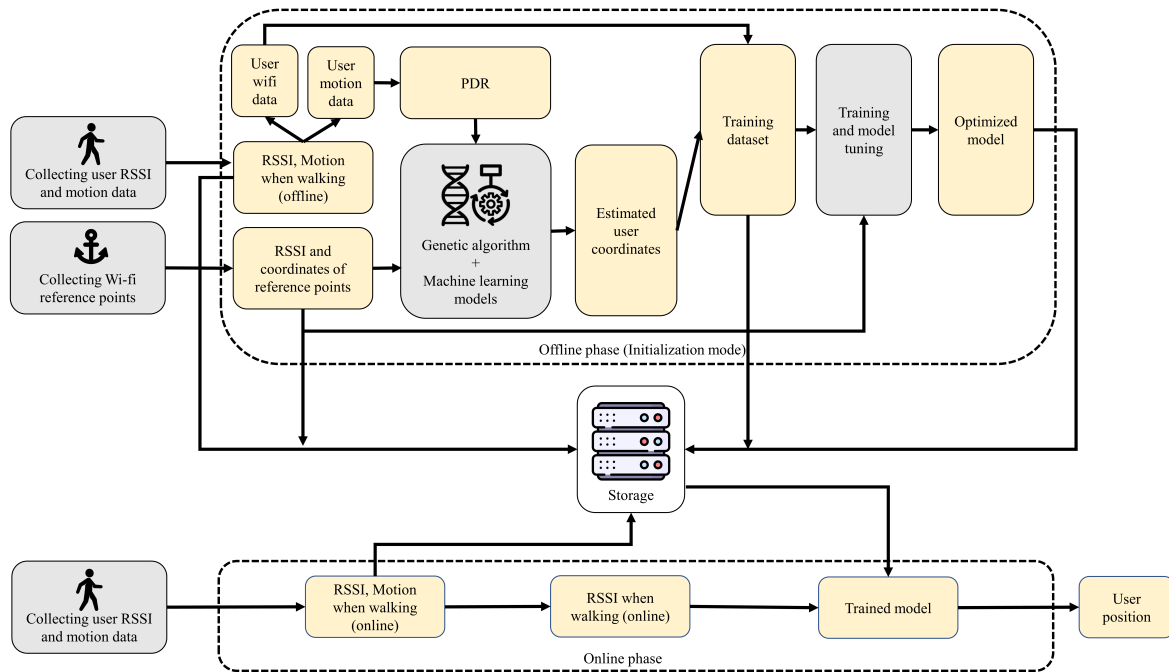 User
wifi
data
User
motion
data
PDR
Training
dataset
Training
and model
tuning
Optimized
model
Collecting user RSSI
and motion data
RSSI, Motion
when walking
(offline)
Genetic algorithm
+
Machine learning
models
Estimated
user
coordinates
Collecting Wi-fi
reference points
RSSI and
coordinates of
reference points
Offline phase (Initialization mode)
Storage
Collecting user RSSI
and motion data
RSSI, Motion
when walking
(online)
RSSI when
walking (online)
Trained model
User
position
Online phase